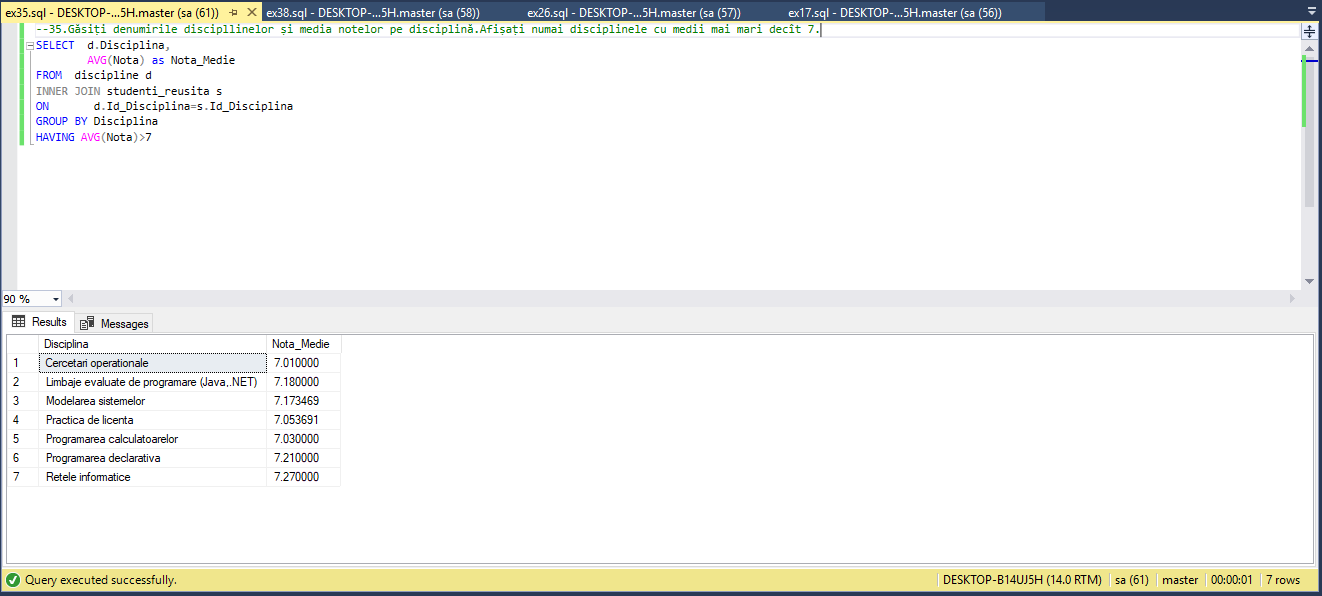 ex35.sql - DESKTOP-...5H.master (sa (61)) ex38.sql - DESKTOP-...5H.master (sa (58)) ex26.sql - DESKTOP-...5H.master (sa (57)) ex17.sql - DESKTOP-...5H.master (sa (56))
--35.Găsiți denumirile discipllinelor și media notelor pe disciplină.Afișați numai disciplinele cu medii mai mari decît 7.
SELECT d.Disciplina,
AVG(Nota) as Nota_Medie
FROM discipline d
INNER JOIN studenti_reusita s
ON d.Id_Disciplina=s.Id_Disciplina
GROUP BY Disciplina
HAVING AVG(Nota)>7
90 %
Results Messages
Disciplina Nota_Medie
1 Cercetari operationale 7.010000
2 Limbaje evaluate de programare (Java,.NET) 7.180000
3 Modelarea sistemelor 7.173469
4 Practica de licenta 7.053691
5 Programarea calculatoarelor 7.030000
6 Programarea declarativa 7.210000
7 Retele informatice 7.270000
Query executed successfully. DESKTOP-B14UJ5H (14.0 RTM) sa (61) master 00:00:01 7 rows